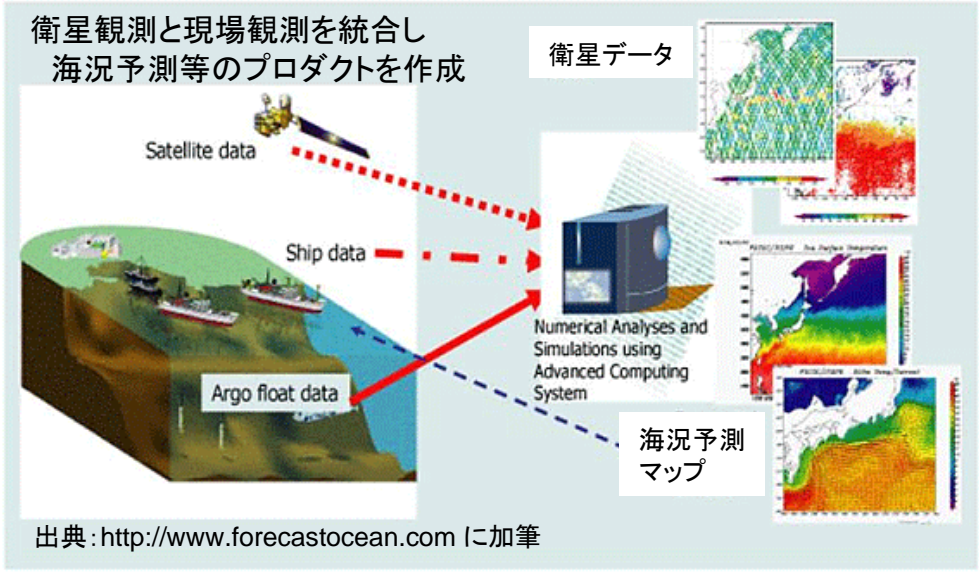 衛星観測と現場観測を統合し
海況予測等のプロダクトを作成
衛星データ
Satellite data
Ship data
Argo float data
Numerical Analyses and
Simulations using
Advanced Computing
System
海況予測
マップ
出典：http://www.forecastocean.com に加筆